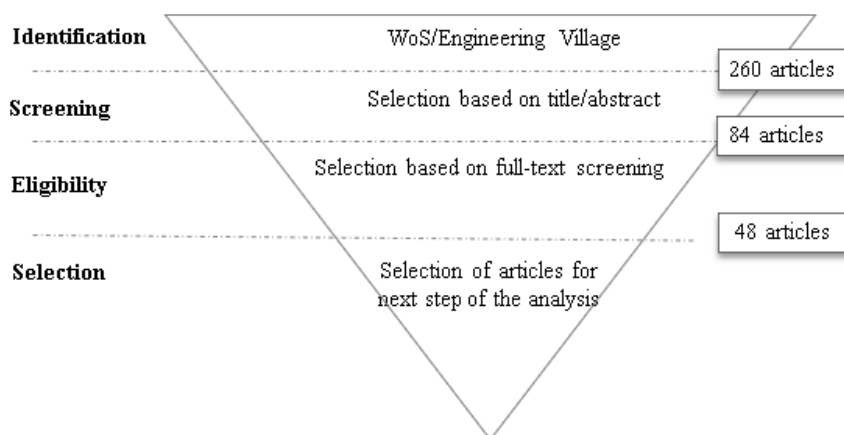 Identification
WoS/Engineering Village
260 articles
Screening
Selection based on title/abstract
84 articles
Eligibility
Selection based on full-text screening
48 articles
Selection
Selection of articles for
next step of the analysis